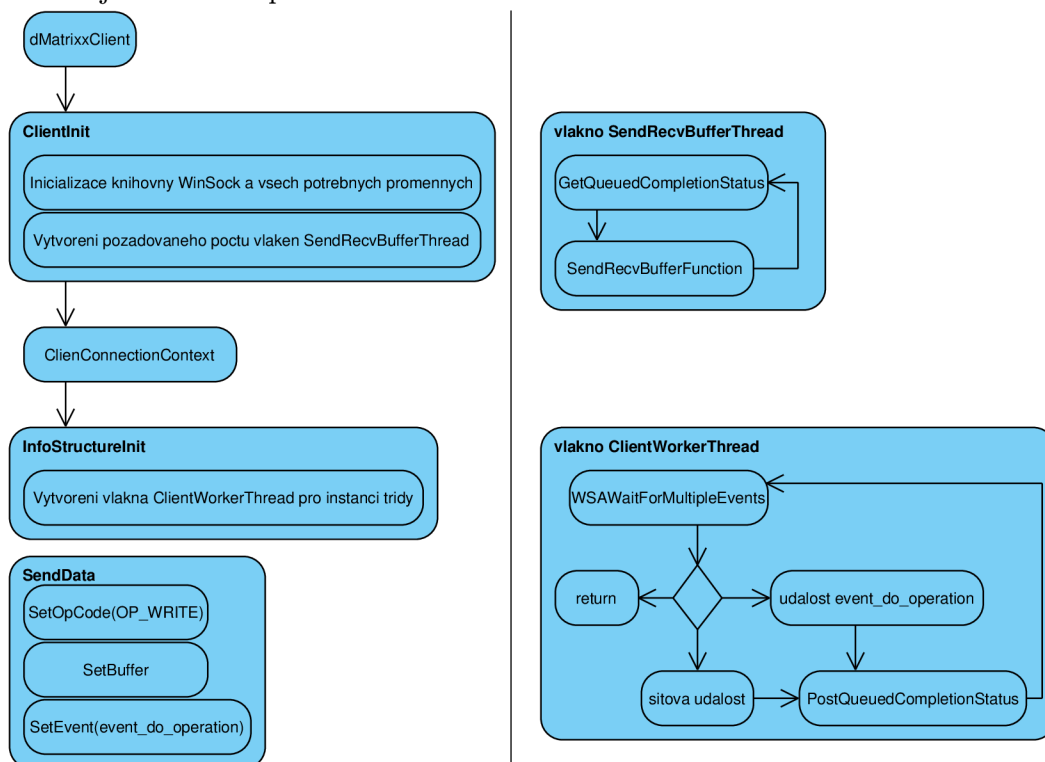 dMatrixxClient
ClientInit
Inicializace knihovny WinSock a vsech potrebnych promennych
Vytvoreni pozadovaneho poctu vlaken SendRecvBufferThread
ClienConnectionContext
InfoStructureInit
Vytvoreni vlakna ClientWorkerThread pro instanci tridy
SendData
SetOpCode(OP_WRITE)
SetBuffer
SetEvent(event_do_operation)
vlakno SendRecvBufferThread
GetQueuedCompletionStatus
SendRecvBufferFunction
vlakno ClientWorkerThread
WSAWaitForMultipleEvents
return
udalost event_do_operation
sitova udalost
PostQueuedCompletionStatus